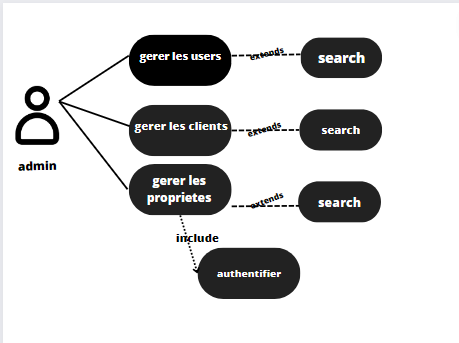 gerer les users
extends
search
gerer les clients
extends
search
admin
gerer les
proprietes
extends
search
include
authentifier